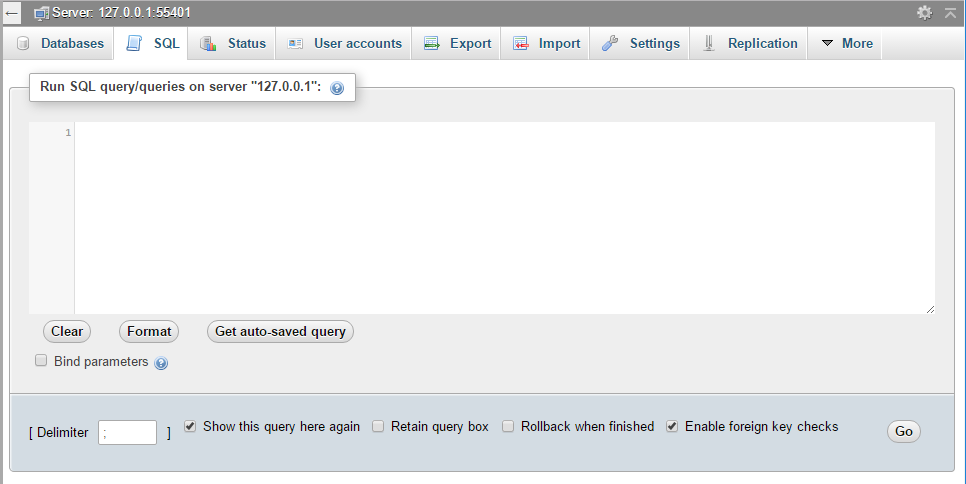 Server: 127.0.0.1:55401
Databases SQL Status User accounts Export Import Settings Replication More
Run SQL query/queries on server "127.0.0.1":
1
Clear Format Get auto-saved query
Bind parameters
[ Delimiter ; ] Show this query here again Retain query box Rollback when finished Enable foreign key checks Go